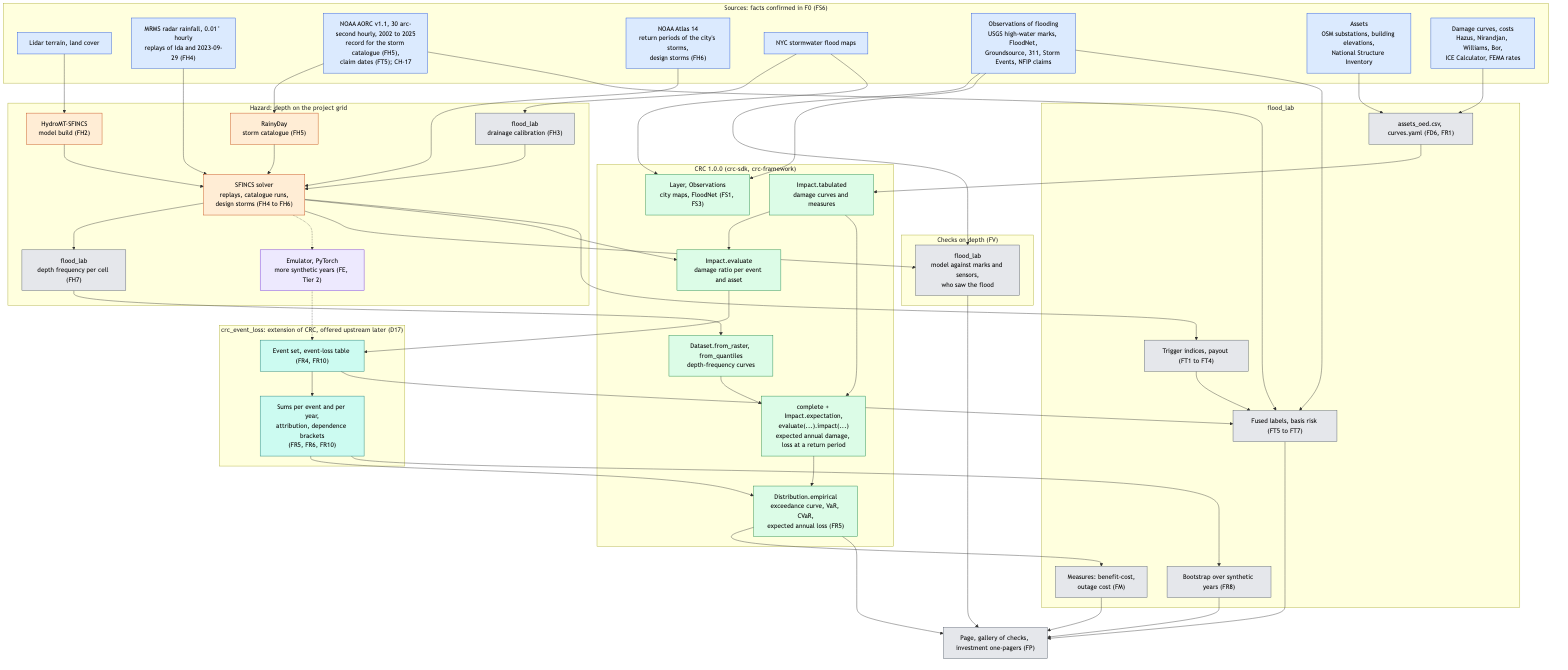 Sources: facts confirmed in F0 (FS6)
Lidar terrain, land cover
MRMS radar rainfall, 0.01°
hourly
replays of Ida and 2023-09-
29 (FH4)
NOAA AORC v1.1, 30 arc-
second hourly, 2002 to 2025
record for the storm
catalogue (FH5),
claim dates (FT5); CH-17
NOAA Atlas 14
return periods of the city's
storms,
design storms (FH6)
NYC stormwater flood maps
Observations of flooding
USGS high-water marks,
FloodNet,
Groundsource, 311, Storm
Events, NFIP claims
Assets
OSM substations, building
elevations,
National Structure
Inventory
Damage curves, costs
Hazus, Nirandjan,
Williams, Bor,
ICE Calculator, FEMA rates
Hazard: depth on the project grid
HydroMT-SFINCS
model build (FH2)
RainyDay
storm catalogue (FH5)
flood_lab
drainage calibration (FH3)
SFINCS solver
replays, catalogue runs,
design storms (FH4 to FH6)
flood_lab
depth frequency per cell
(FH7)
Emulator, PyTorch
more synthetic years (FE,
Tier 2)
CRC 1.0.0 (crc-sdk, crc-framework)
Layer, Observations
city maps, FloodNet (FS1,
FS3)
Impact.tabulated
damage curves and
measures
Impact.evaluate
damage ratio per event
and asset
Dataset.from_raster,
from_quantiles
depth-frequency curves
complete +
Impact.expectation,
evaluate(...).impact(...)
expected annual damage,
loss at a return period
Distribution.empirical
exceedance curve, VaR,
CVaR,
expected annual loss (FR5)
Checks on depth (FV)
flood_lab
model against marks and
sensors,
who saw the flood
flood_lab
assets_oed.csv,
curves.yaml (FD6, FR1)
Trigger indices, payout
(FT1 to FT4)
Fused labels, basis risk
(FT5 to FT7)
Measures: benefit-cost,
outage cost (FM)
Bootstrap over synthetic
years (FR8)
crc_event_loss: extension of CRC, offered upstream later (D17)
Event set, event-loss table
(FR4, FR10)
Sums per event and per
year,
attribution, dependence
brackets
(FR5, FR6, FR10)
Page, gallery of checks,
investment one-pagers (FP)